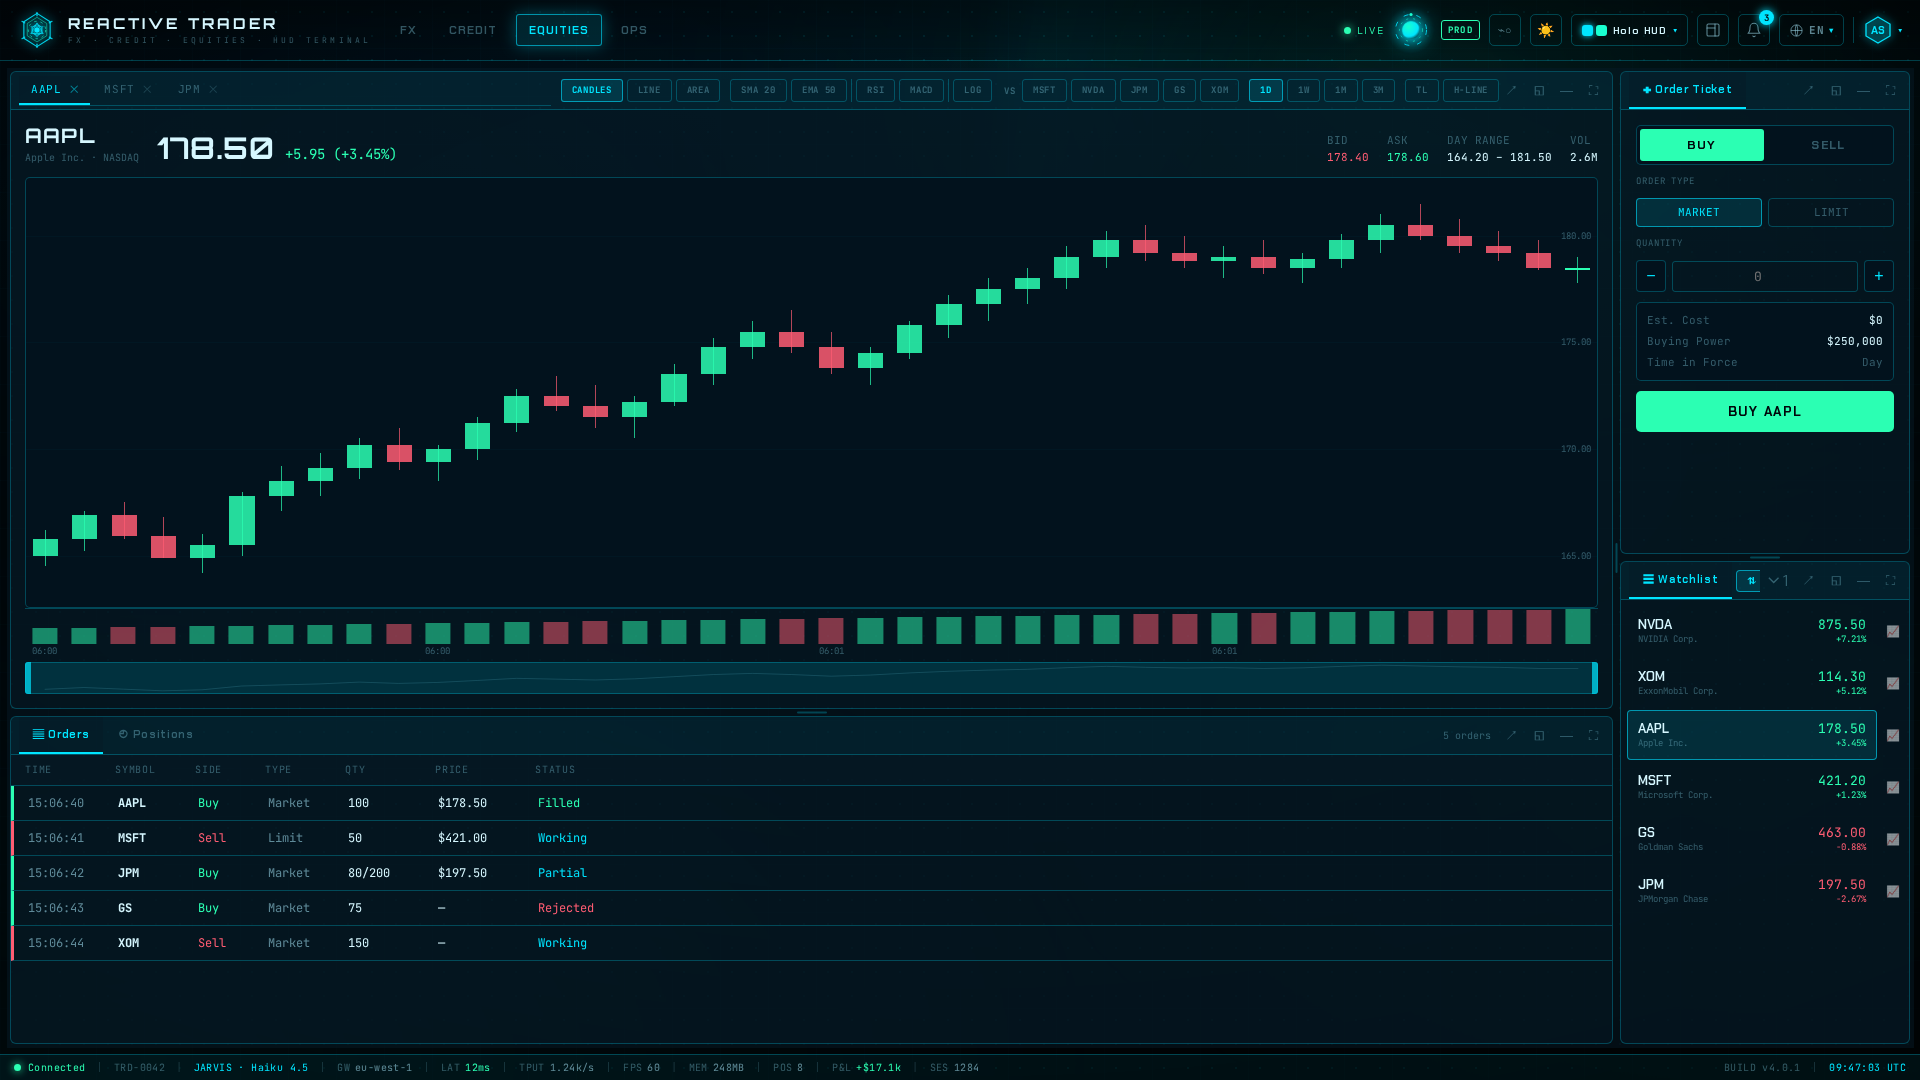 REACTIVE TRADER
FX · CREDIT · EQUITIES · HUD TERMINAL
FX CREDIT EQUITIES OPS
LIVE PROD Holo HUD 3 EN AS
AAPL MSFT JPM
CANDLES LINE AREA SMA 20 EMA 50 RSI MACD LOG VS MSFT NVDA JPM GS XOM 1D 1W 1M 3M TL H-LINE
AAPL
Apple Inc. · NASDAQ
178.50 +5.95 (+3.45%)
BID ASK DAY RANGE VOL
178.40 178.60 164.20 – 181.50 2.6M
180.00
175.00
170.00
165.00
06:00 06:00 06:01 06:01
Orders Positions 5 orders
TIME SYMBOL SIDE TYPE QTY PRICE STATUS
15:06:40 AAPL Buy Market 100 $178.50 Filled
15:06:41 MSFT Sell Limit 50 $421.00 Working
15:06:42 JPM Buy Market 80/200 $197.50 Partial
15:06:43 GS Buy Market 75 — Rejected
15:06:44 XOM Sell Market 150 — Working
Order Ticket
BUY SELL
ORDER TYPE
MARKET LIMIT
QUANTITY
− 0 +
Est. Cost $0
Buying Power $250,000
Time in Force Day
BUY AAPL
Watchlist 1
NVDA 875.50
NVIDIA Corp. +7.21%
XOM 114.30
ExxonMobil Corp. +5.12%
AAPL 178.50
Apple Inc. +3.45%
MSFT 421.20
Microsoft Corp. +1.23%
GS 463.00
Goldman Sachs -0.88%
JPM 197.50
JPMorgan Chase -2.67%
Connected TRD-0042 JARVIS · Haiku 4.5 GW eu-west-1 LAT 12ms TPUT 1.24k/s FPS 60 MEM 248MB POS 8 P&L +$17.1k SES 1284 BUILD v4.0.1 09:47:03 UTC